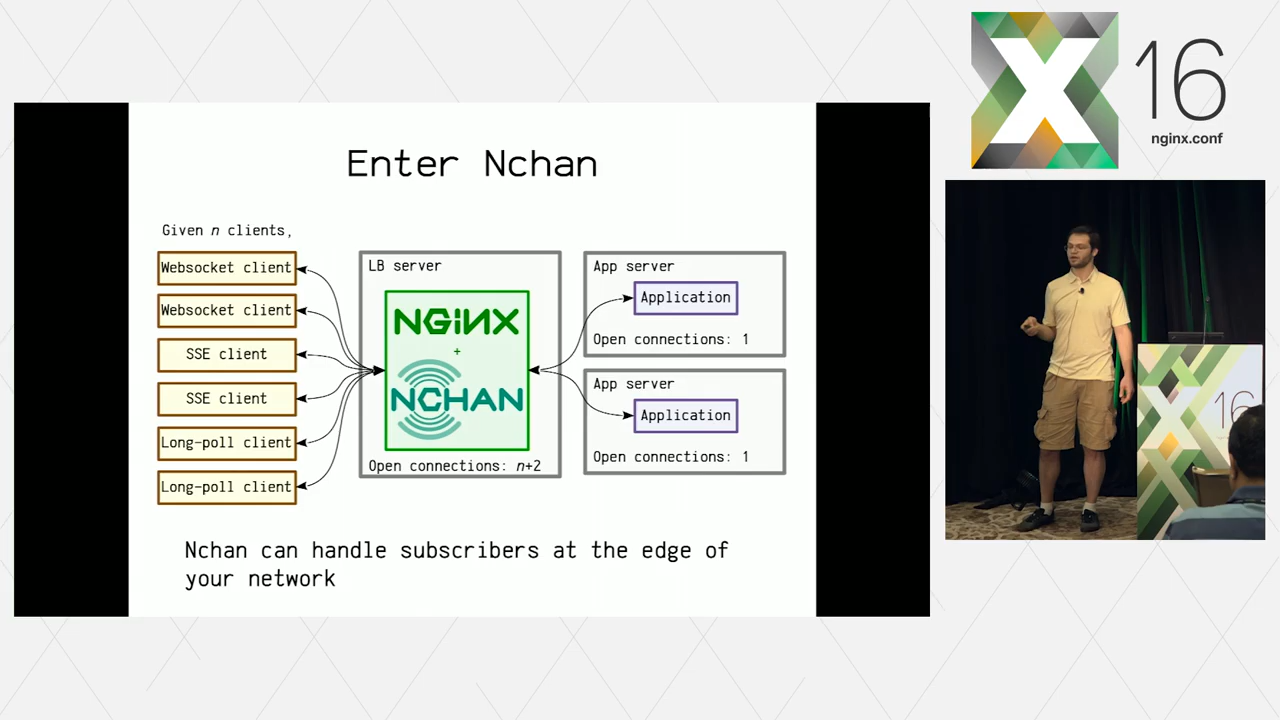 Enter Nchan
Given n clients,
Websocket client
Websocket client
SSE client
SSE client
Long-poll client
Long-poll client
LB server
NGiNX
+
NCHAN
Open connections: n+2
App server
Application
Open connections: 1
App server
Application
Open connections: 1
Nchan can handle subscribers at the edge of
your network
X
16
nginx.conf
16